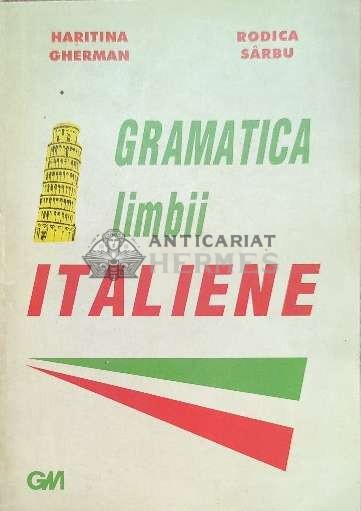 HARITINA
GHERMAN
RODICA
SÂRBU
GRAMATICA
limbii
ANTICARIAT
HERMES
ITALIENE
GM